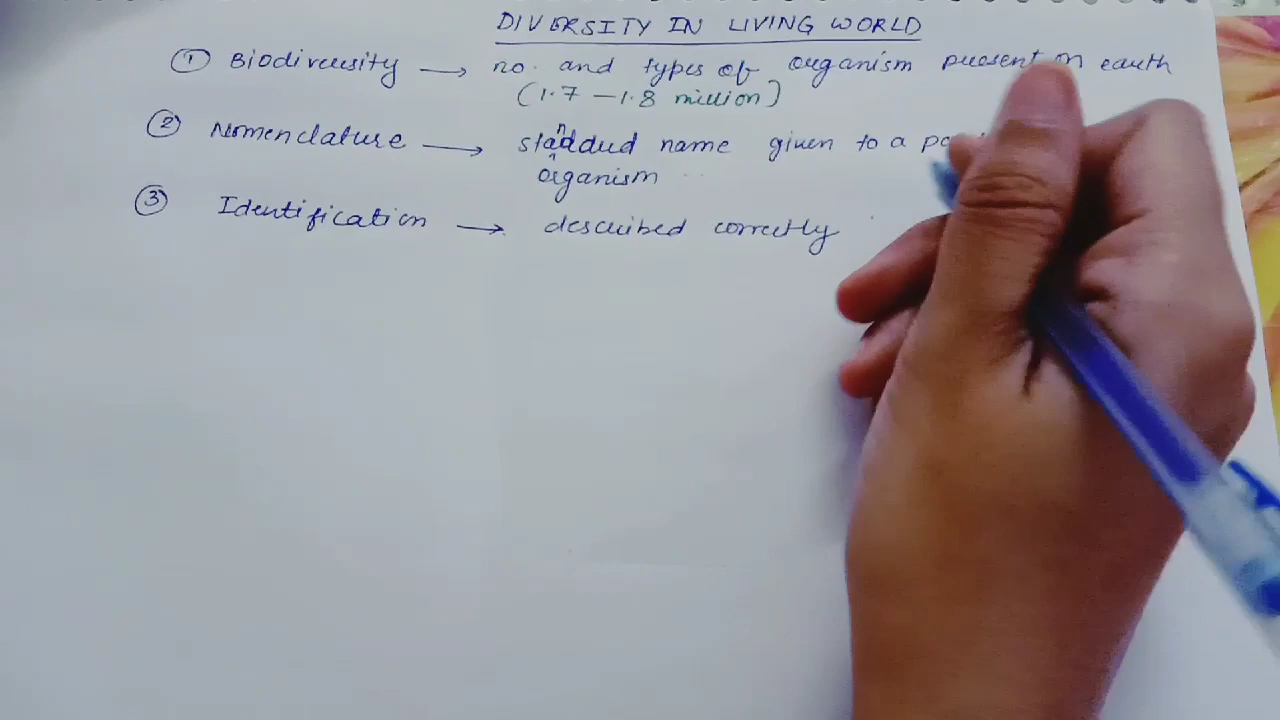 DIVERSITY IN LIVING WORLD
① Biodiversity → no. and types of organism present on earth
(1.7 – 1.8 million)
② Nomenclature → standdud name given to a
organism
③ Identification → described correctly